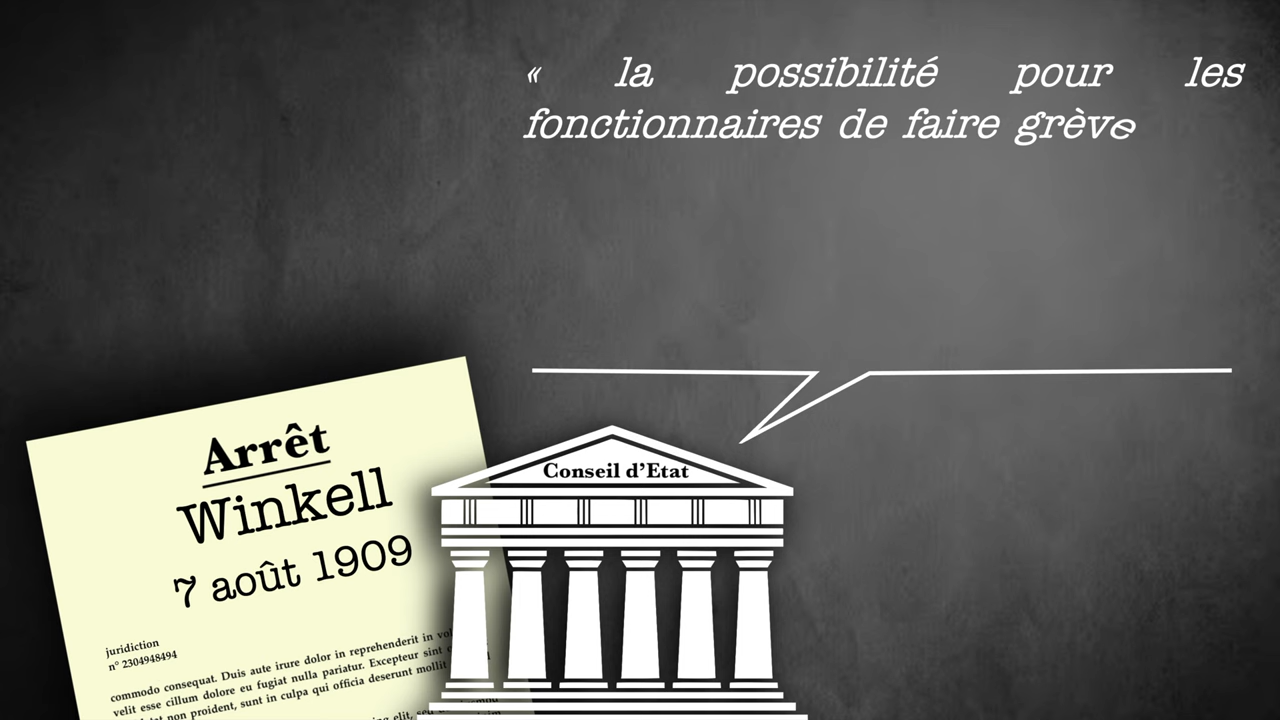 « la possibilité pour les
fonctionnaires de faire grève
Arrêt
Winkell
7 août 1909
Conseil d'Etat
juridiction
n° 2304948494
commodo consequat. Duis aute irure dolor in reprehenderit in
velit esse cillum dolore eu fugiat nulla pariatur. Excepteur sint
non proident, sunt in culpa qui officia deserunt mollit
elit, sed